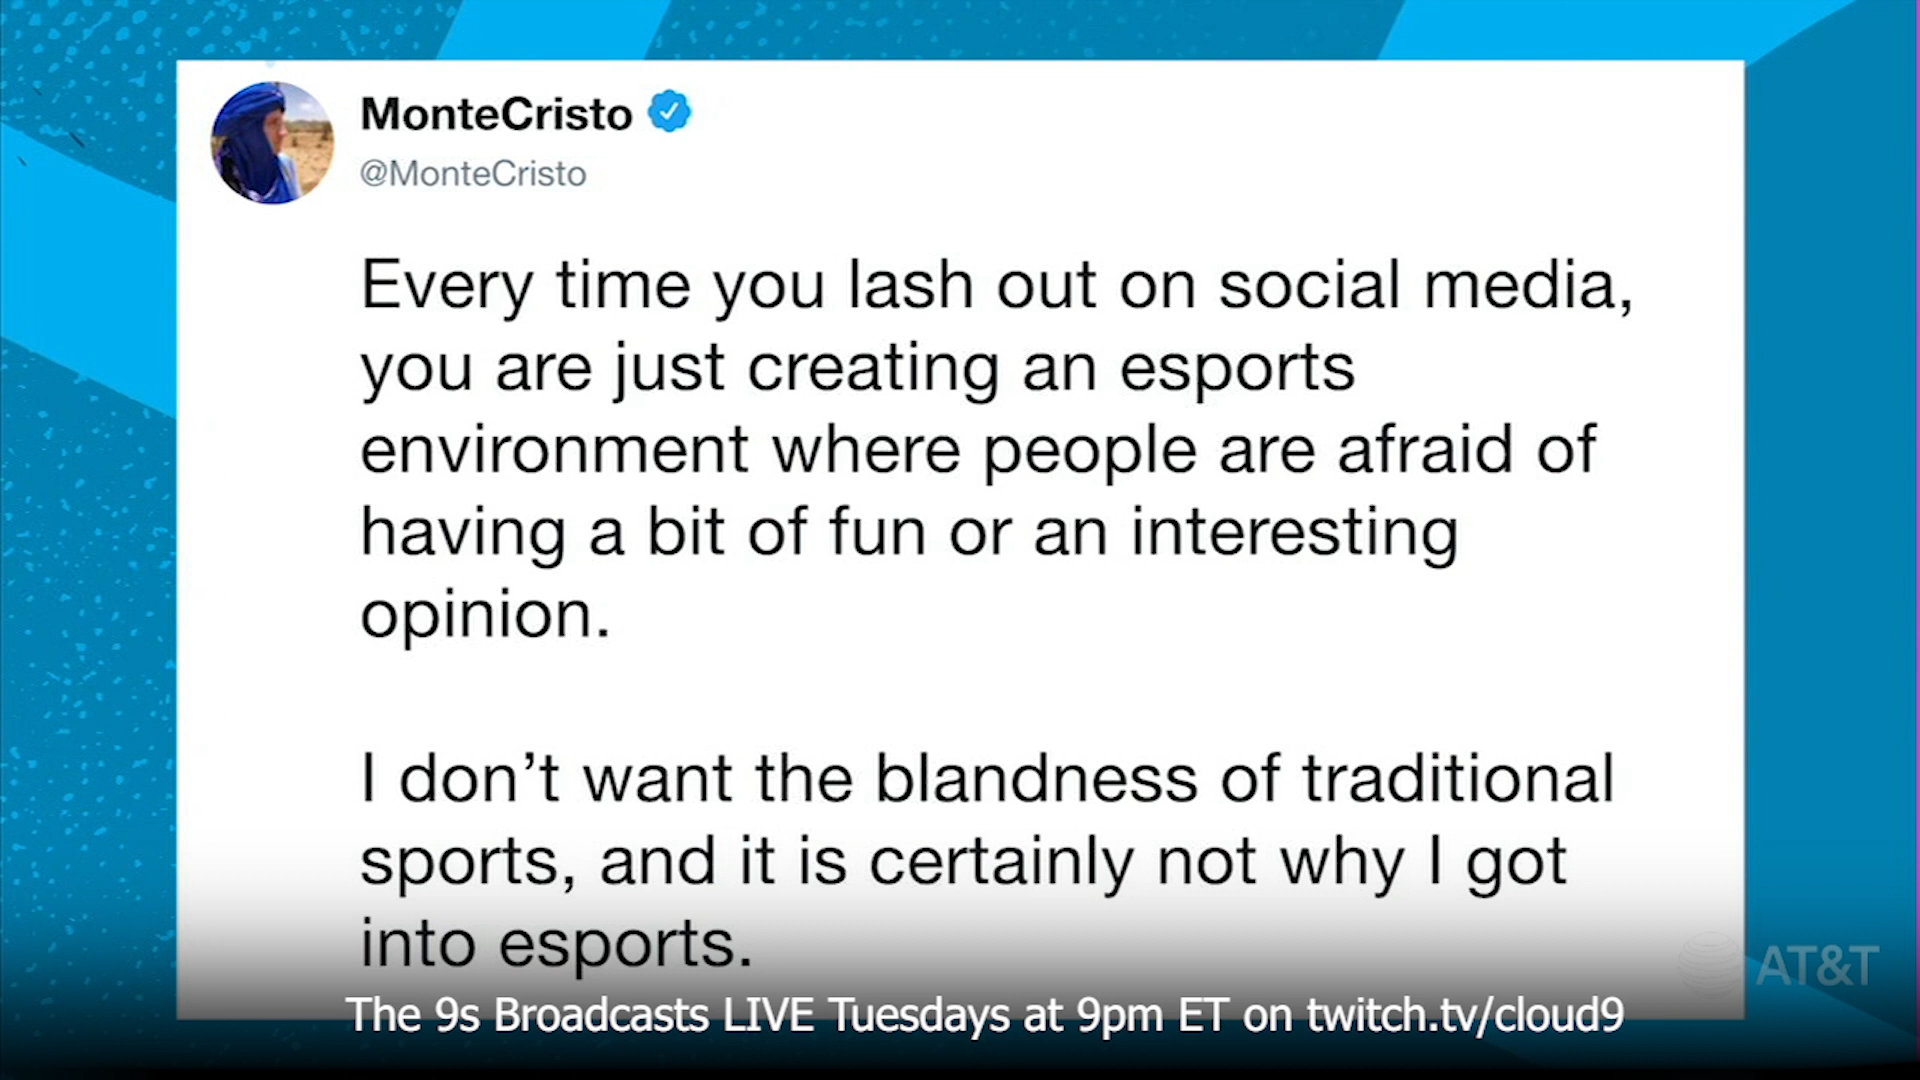 MonteCristo
@MonteCristo
Every time you lash out on social media,
you are just creating an esports
environment where people are afraid of
having a bit of fun or an interesting
opinion.
I don’t want the blandness of traditional
sports, and it is certainly not why I got
into esports.
AT&T
The 9s Broadcasts LIVE Tuesdays at 9pm ET on twitch.tv/cloud9